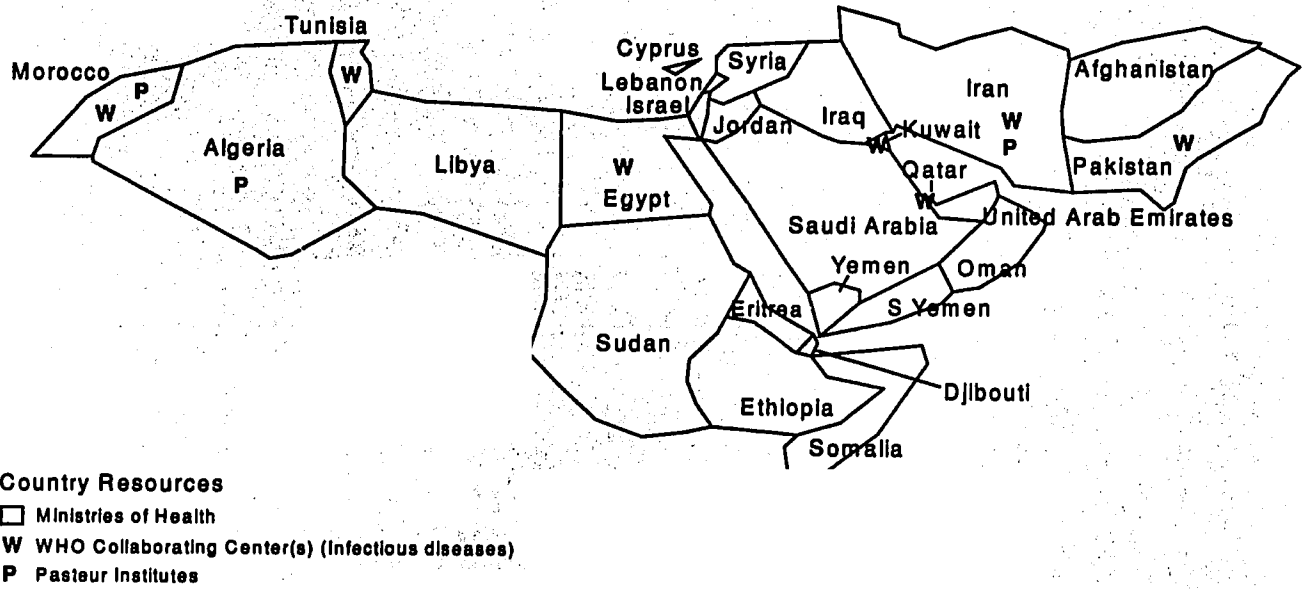 Tunisia
Morocco
P
W
W
Algeria
P
Libya
Cyprus
Lebanon
Israel
Syria
Jordan
Iraq
W
Kuwait
Iran
W
P
Afghanistan
Pakistan
W
W
Egypt
Qatar
W
Saudi Arabia
United Arab Emirates
Yemen
Oman
S Yemen
Eritrea
Sudan
Ethiopia
Djibouti
Somalia
Country Resources
Ministries of Health
W WHO Collaborating Center(s) (Infectious diseases)
P Pasteur Institutes